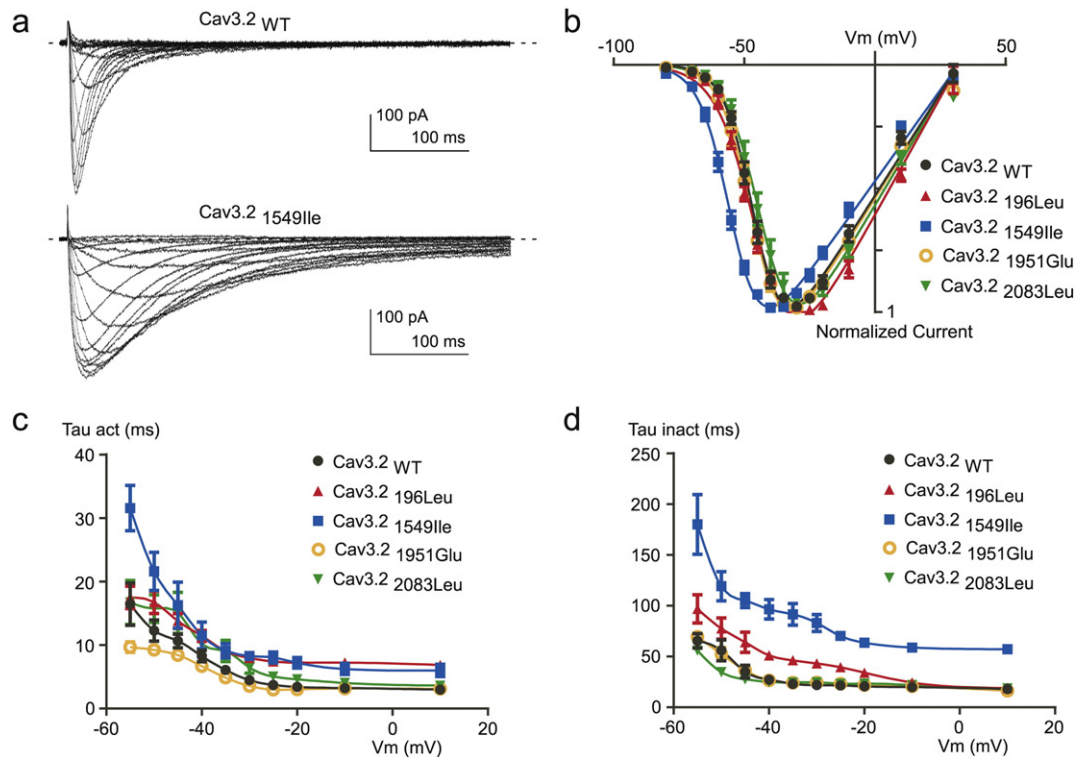 a
Cav3.2 WT
100 pA
100 ms
Cav3.2 1549Ile
100 pA
100 ms
b
Vm (mV)
-100
-50
50
Cav3.2 WT
Cav3.2 196Leu
Cav3.2 1549Ile
Cav3.2 1951Glu
Cav3.2 2083Leu
1
Normalized Current
c
Tau act (ms)
40
30
20
10
0
-60
-40
-20
0
20
Vm (mV)
Cav3.2 WT
Cav3.2 196Leu
Cav3.2 1549Ile
Cav3.2 1951Glu
Cav3.2 2083Leu
d
Tau inact (ms)
250
200
150
100
50
0
-60
-40
-20
0
20
Vm (mV)
Cav3.2 WT
Cav3.2 196Leu
Cav3.2 1549Ile
Cav3.2 1951Glu
Cav3.2 2083Leu